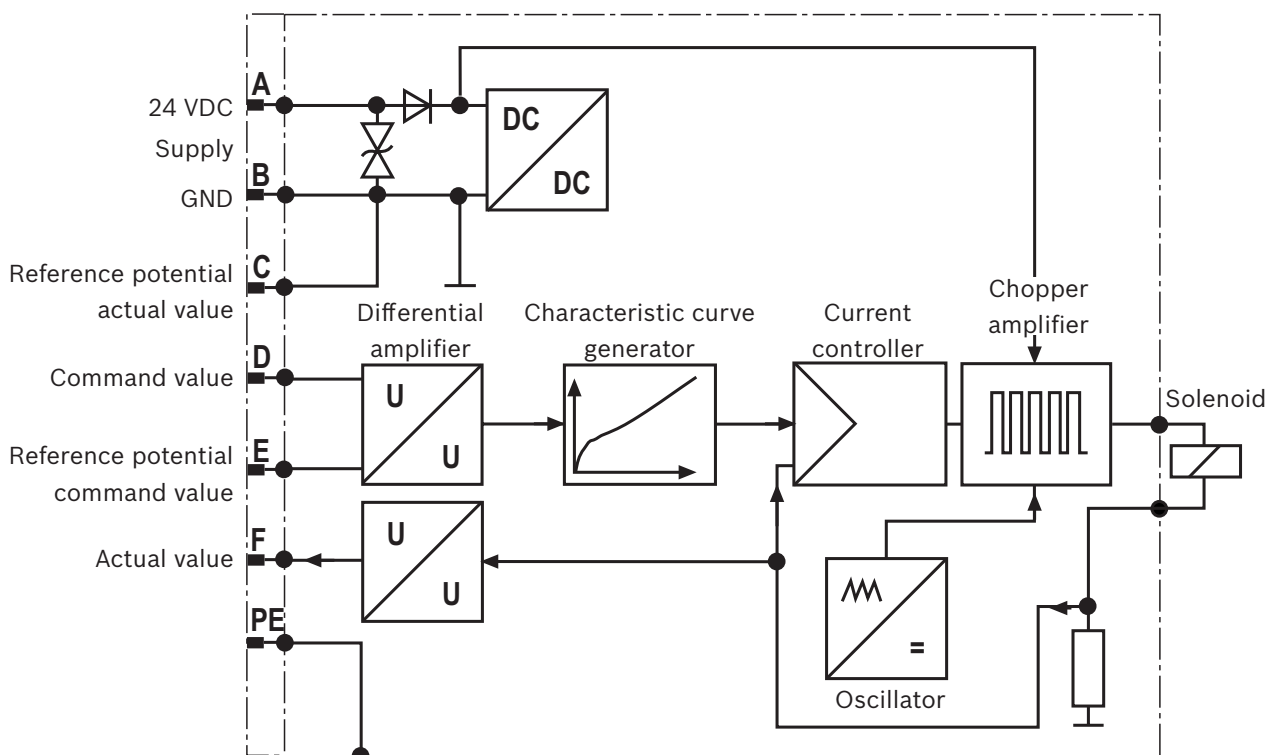 A
24 VDC
DC
Supply
DC
B
GND
C
Reference potential
actual value
Differential
amplifier
Characteristic curve
generator
Current
controller
Chopper
amplifier
D
Command value
U
U
Solenoid
E
Reference potential
command value
F
Actual value
U
U
=
PE
Oscillator